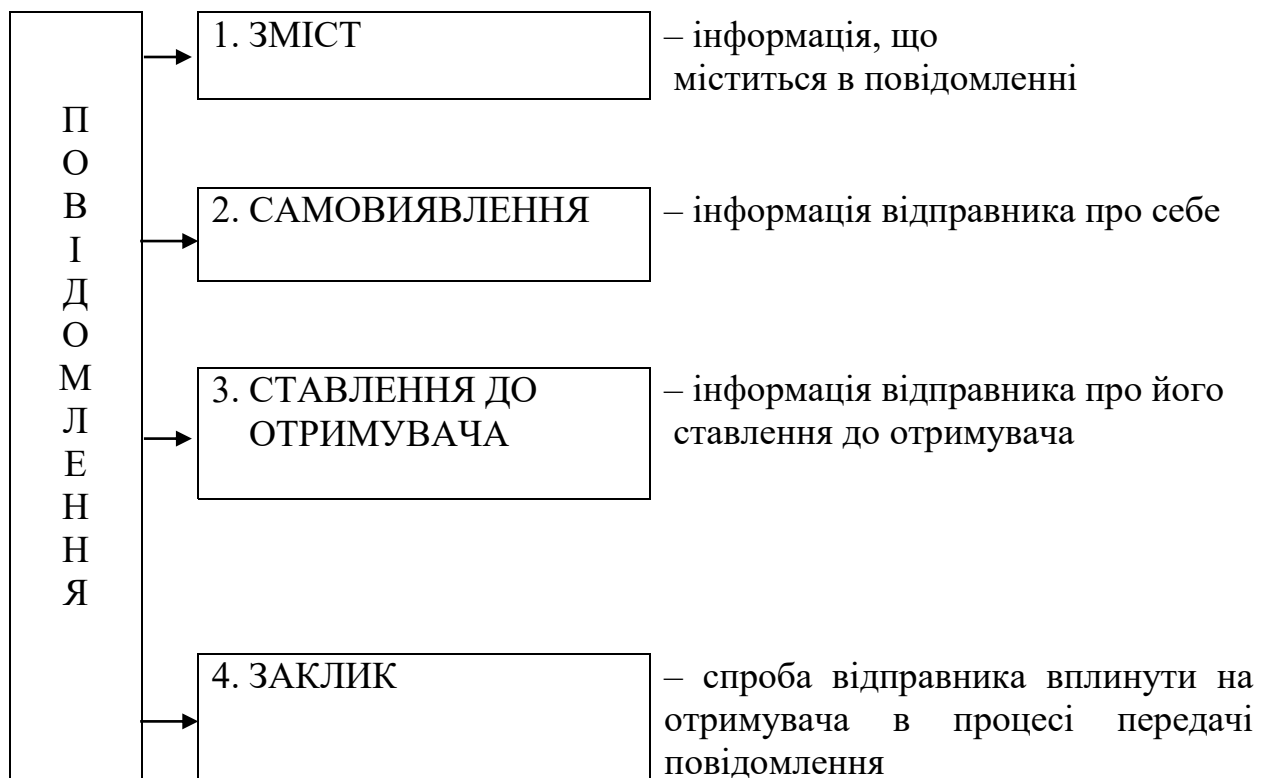 ПОВІДОМЛЕННЯ
1. ЗМІСТ
– інформація, що
міститься в повідомленні
2. САМОВИЯВЛЕННЯ
– інформація відправника про себе
3. СТАВЛЕННЯ ДО
ОТРИМУВАЧА
– інформація відправника про його
ставлення до отримувача
4. ЗАКЛИК
– спроба відправника вплинути на
отримувача в процесі передачі
повідомлення